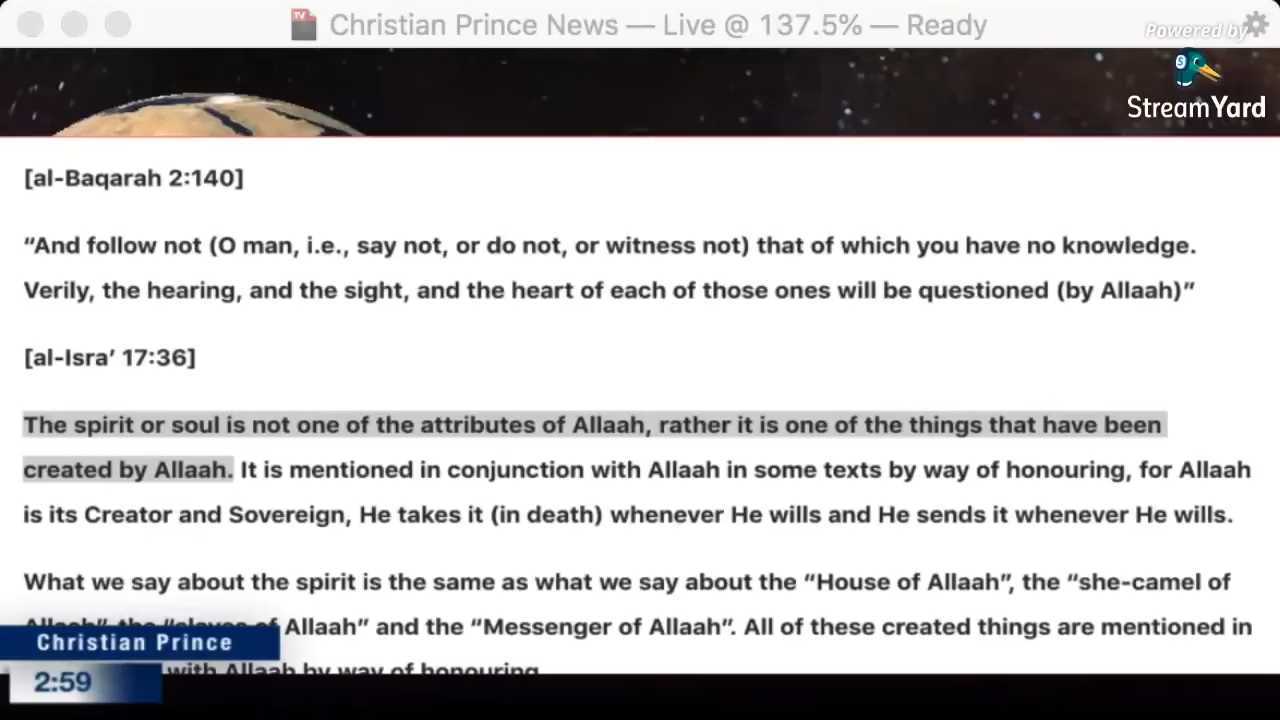 TV Christian Prince News — Live @ 137.5% — Ready
Powered by
S
StreamYard
[al-Baqarah 2:140]
“And follow not (O man, i.e., say not, or do not, or witness not) that of which you have no knowledge.
Verily, the hearing, and the sight, and the heart of each of those ones will be questioned (by Allaah)”
[al-Isra’ 17:36]
The spirit or soul is not one of the attributes of Allaah, rather it is one of the things that have been
created by Allaah. It is mentioned in conjunction with Allaah in some texts by way of honouring, for Allaah
is its Creator and Sovereign, He takes it (in death) whenever He wills and He sends it whenever He wills.
What we say about the spirit is the same as what we say about the “House of Allaah”, the “she-camel of
Allaah”, the “slaves of Allaah” and the “Messenger of Allaah”. All of these created things are mentioned in
with Allaah by way of honouring
Christian Prince
2:59